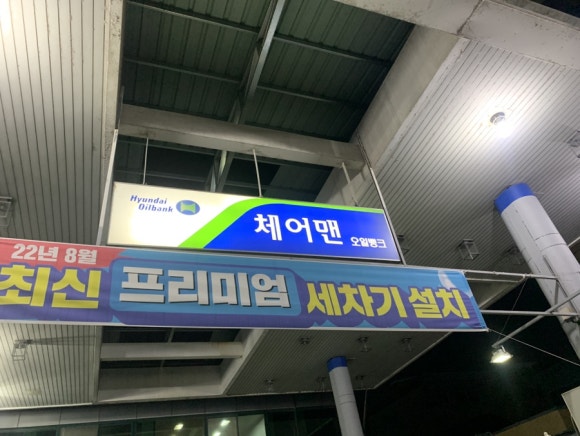 Hyundai
Oilbank
체어맨 오일뱅크
22년 8월
최신 프리미엄 세차기 설치